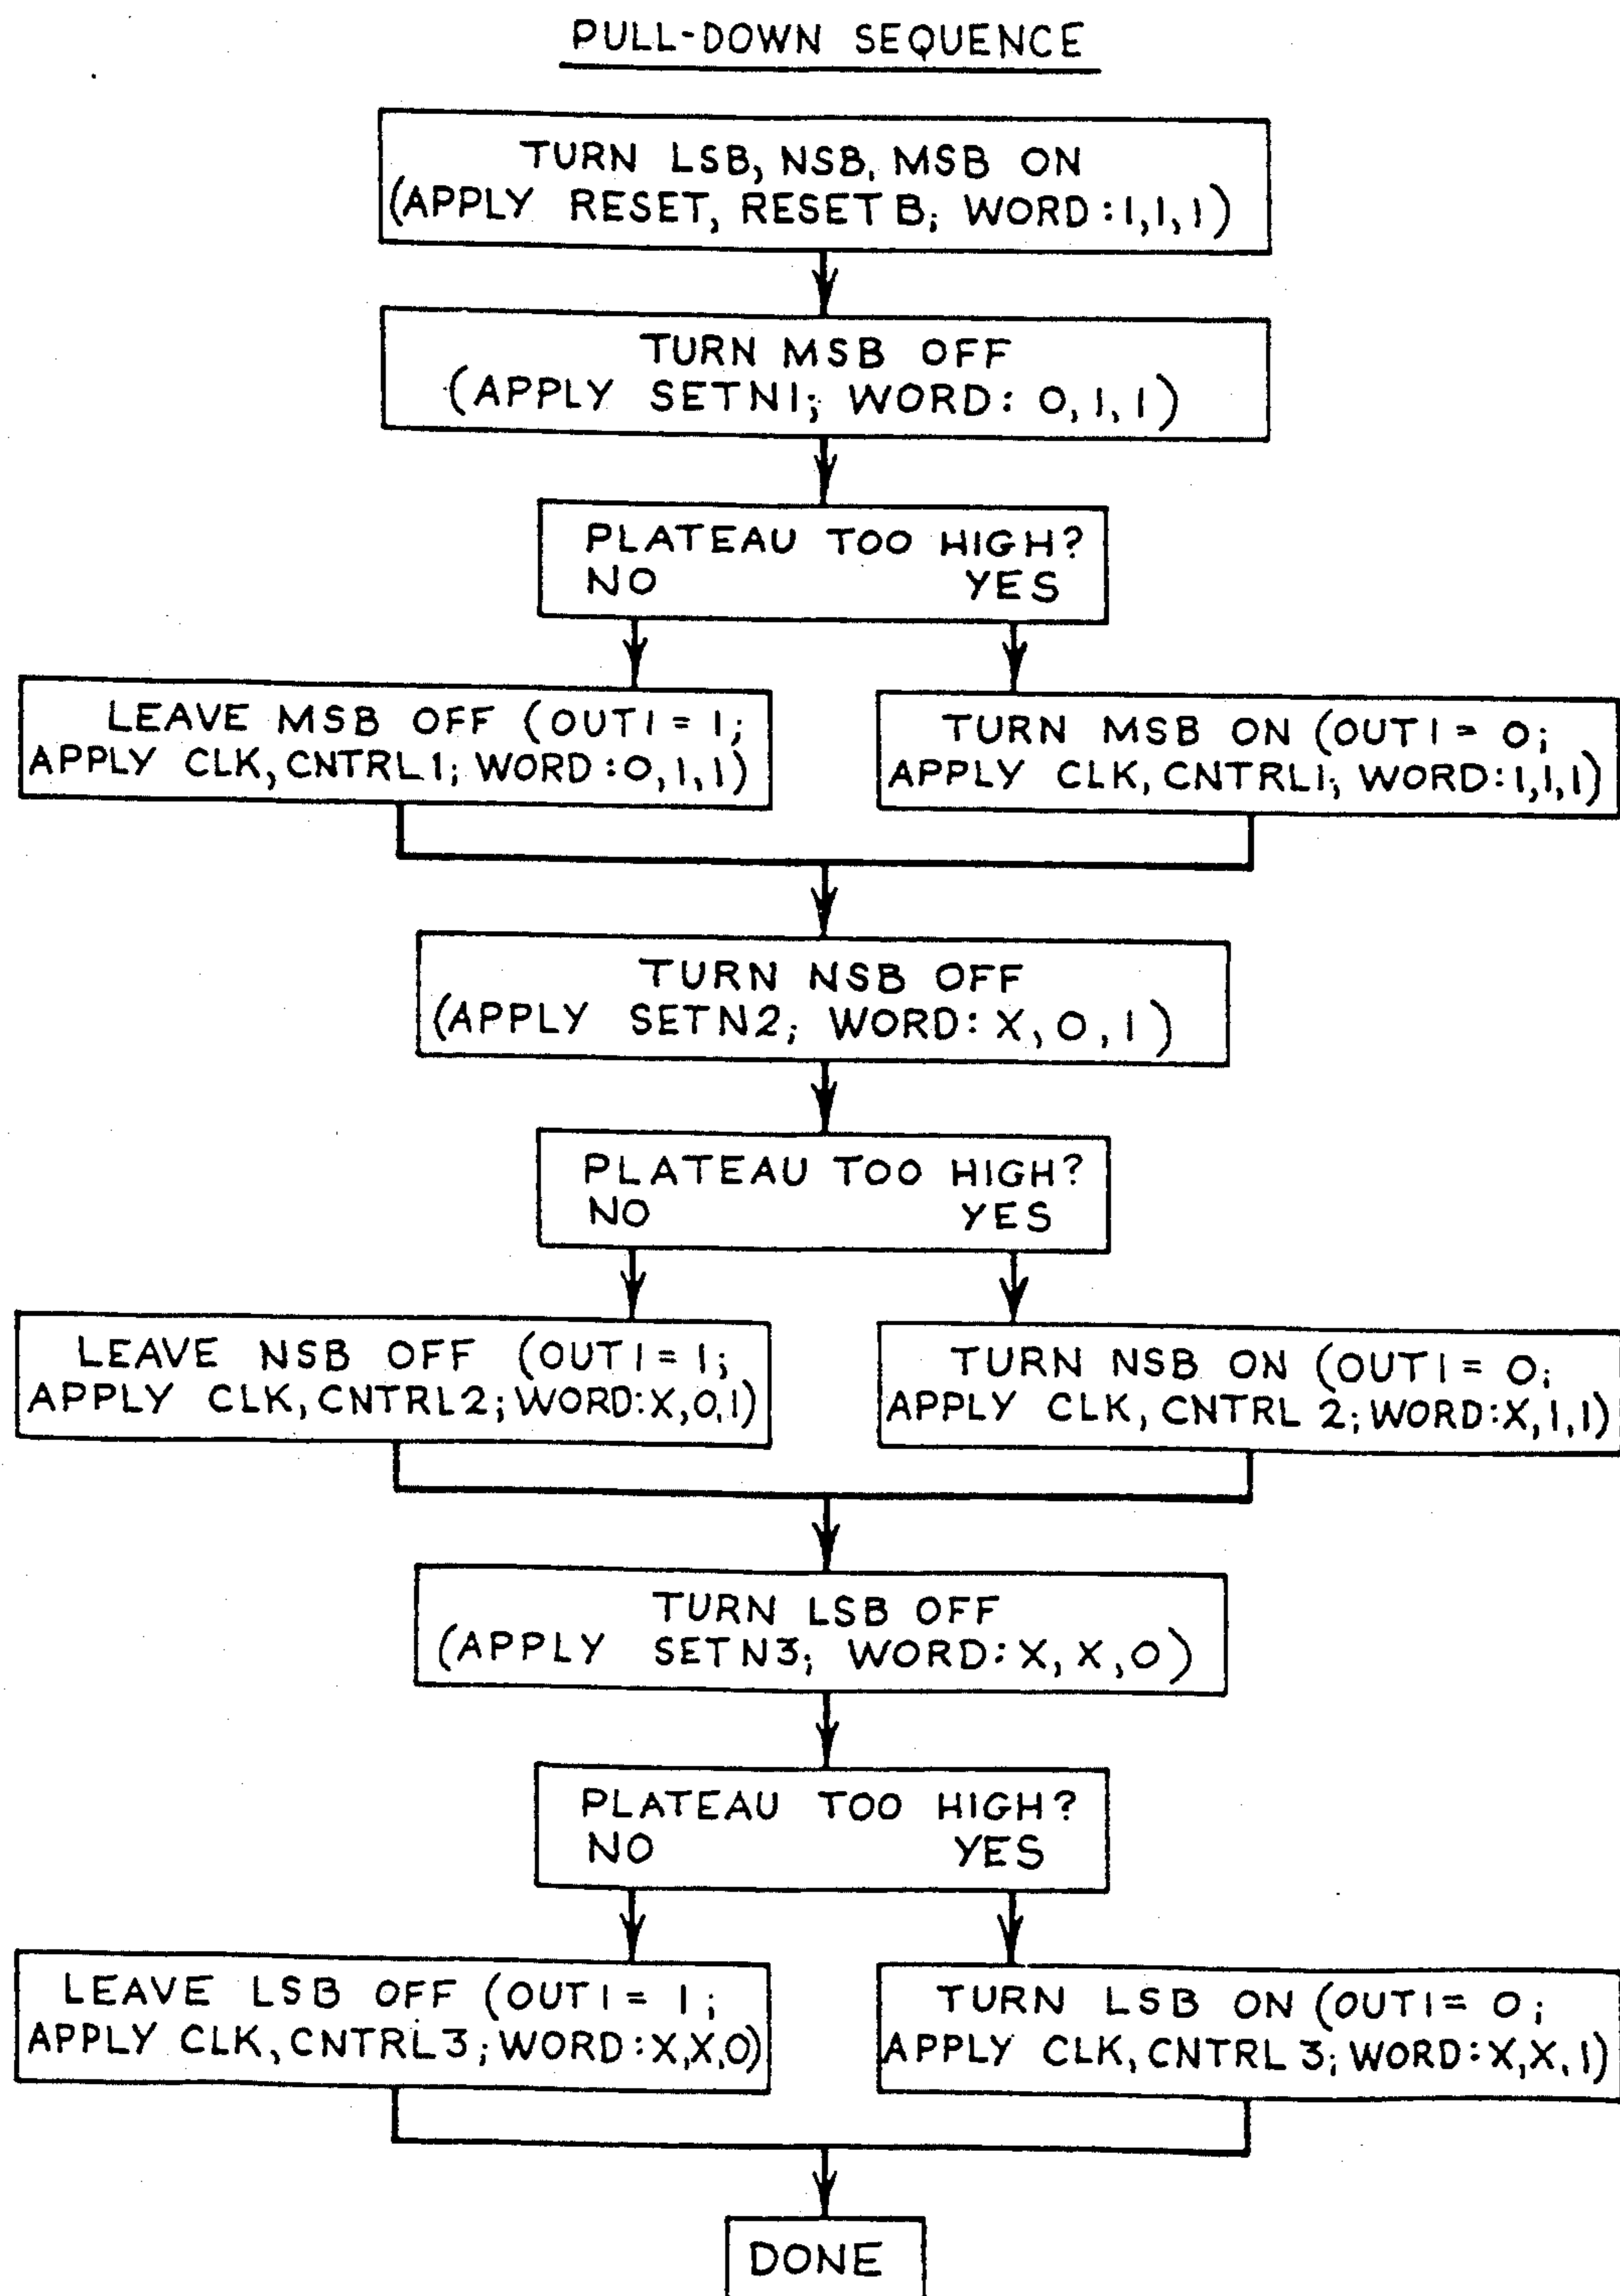 PULL-DOWN SEQUENCE
TURN LSB, NSB, MSB ON
(APPLY RESET, RESET B; WORD:1,1,1)
TURN MSB OFF
(APPLY SETN1; WORD: 0,1,1)
PLATEAU TOO HIGH?
NO YES
LEAVE MSB OFF (OUT1 = 1;
APPLY CLK, CNTRL1; WORD:0,1,1)
TURN MSB ON (OUT1 = 0;
APPLY CLK, CNTRL1; WORD:1,1,1)
TURN NSB OFF
(APPLY SETN2; WORD: X,0,1)
PLATEAU TOO HIGH?
NO YES
LEAVE NSB OFF (OUT1 = 1;
APPLY CLK, CNTRL2; WORD:X,0,1)
TURN NSB ON (OUT1 = 0;
APPLY CLK, CNTRL 2; WORD:X,1,1)
TURN LSB OFF
(APPLY SETN3; WORD: X, X,0)
PLATEAU TOO HIGH?
NO YES
LEAVE LSB OFF (OUT1 = 1;
APPLY CLK, CNTRL3; WORD:X,X,0)
TURN LSB ON (OUT1= 0;
APPLY CLK, CNTRL 3; WORD:X,X,1)
DONE